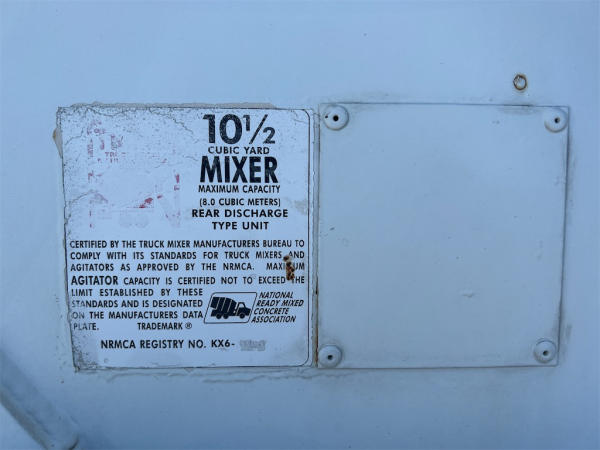 10 1/2
CUBIC YARD
MIXER
MAXIMUM CAPACITY
(8.0 CUBIC METERS)
REAR DISCHARGE
TYPE UNIT
CERTIFIED BY THE TRUCK MIXER MANUFACTURERS BUREAU TO
COMPLY WITH ITS STANDARDS FOR TRUCK MIXERS AND
AGITATORS AS APPROVED BY THE NRMCA. MAXIMUM
AGITATOR CAPACITY IS CERTIFIED NOT TO EXCEED THE
LIMIT ESTABLISHED BY THESE
STANDARDS AND IS DESIGNATED
ON THE MANUFACTURERS DATA
PLATE. TRADEMARK ®
NATIONAL
READY MIXED
CONCRETE
ASSOCIATION
NRMCA REGISTRY NO. KX6-